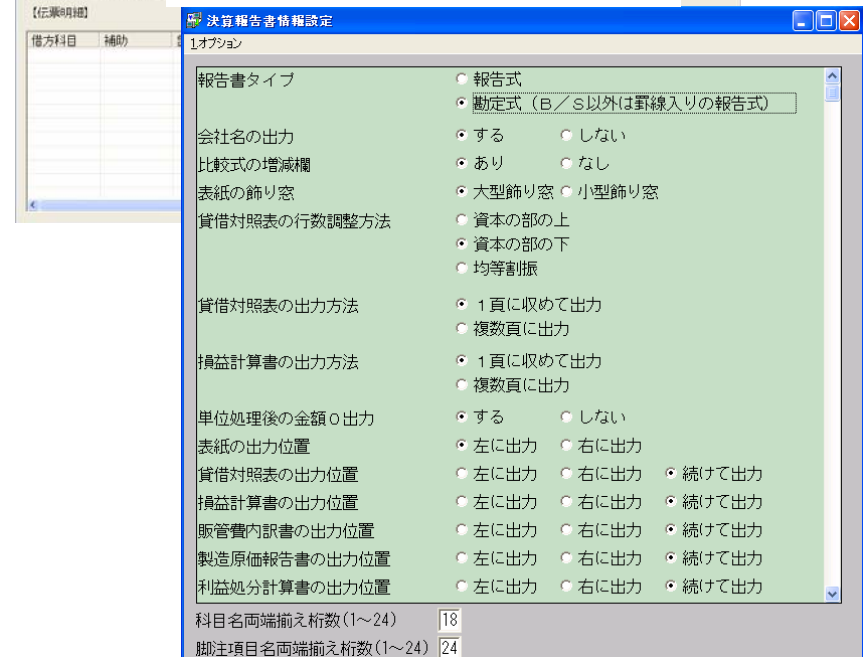 【伝票明細】
借方科目 補助
決算報告書情報設定
1.オプション
報告書タイプ 報告式
勘定式（Ｂ／Ｓ以外は罫線入りの報告式）
会社名の出力 する しない
比較式の増減欄 あり なし
表紙の飾り窓 大型飾り窓 小型飾り窓
貸借対照表の行数調整方法 資本の部の上
資本の部の下
均等割振
貸借対照表の出力方法 １頁に収めて出力
複数頁に出力
損益計算書の出力方法 １頁に収めて出力
複数頁に出力
単位処理後の金額０出力 する しない
表紙の出力位置 左に出力 右に出力
貸借対照表の出力位置 左に出力 右に出力 続けて出力
損益計算書の出力位置 左に出力 右に出力 続けて出力
販管費内訳書の出力位置 左に出力 右に出力 続けて出力
製造原価報告書の出力位置 左に出力 右に出力 続けて出力
利益処分計算書の出力位置 左に出力 右に出力 続けて出力
科目名両端揃え桁数(1～24) 18
脚注項目名両端揃え桁数(1～24) 24